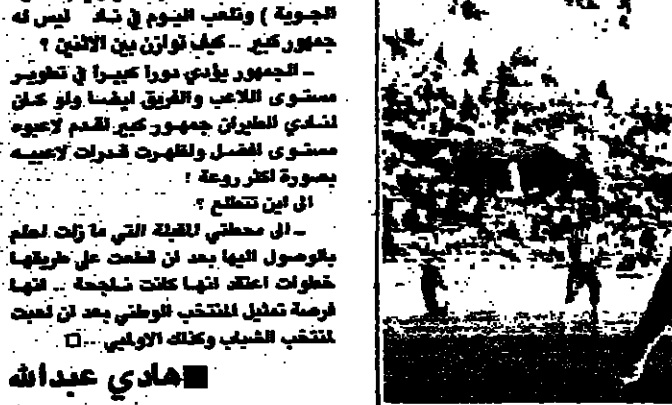 الجوية ) وتلعب اليوم في ناد ليس له
جمهور كبير .. كيف توازن بين الاثنين ؟
ـ الجمهور يؤدي دورا كبيرا في تطوير
مستوى اللاعب والفريق ايضا ولو كان
لنادي الطيران جمهور كبير لقدم لاعبوه
مستوى افضل ولظهرت قدرات لاعبيه
بصورة اكثر روعة !
الى اين تتطلع ؟
ـ الى محطتي المقبلة التي ما زلت احلم
بالوصول اليها بعد ان قطعت على طريقها
خطوات اعتقد انها كانت ناجحة .. انها
فرصة تمثيل المنتخب الوطني بعد ان لعبت
لمنتخب الشباب وكذلك الاولمبي ..□
■هادي عبدالله